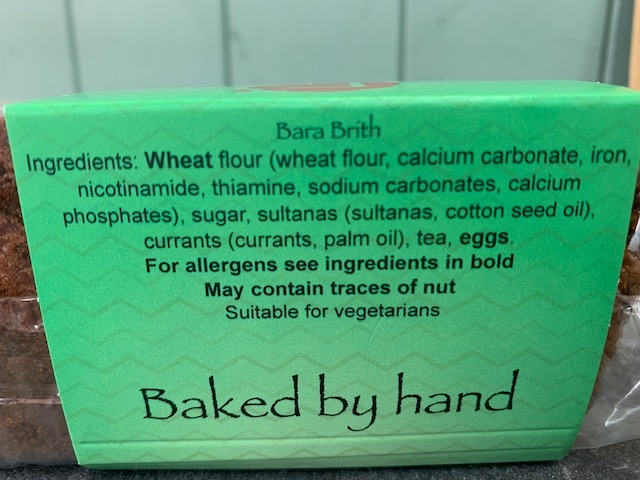 Bara Brith
Ingredients: Wheat flour (wheat flour, calcium carbonate, iron,
nicotinamide, thiamine, sodium carbonates, calcium
phosphates), sugar, sultanas (sultanas, cotton seed oil),
currants (currants, palm oil), tea, eggs.
For allergens see ingredients in bold
May contain traces of nut
Suitable for vegetarians
Baked by hand